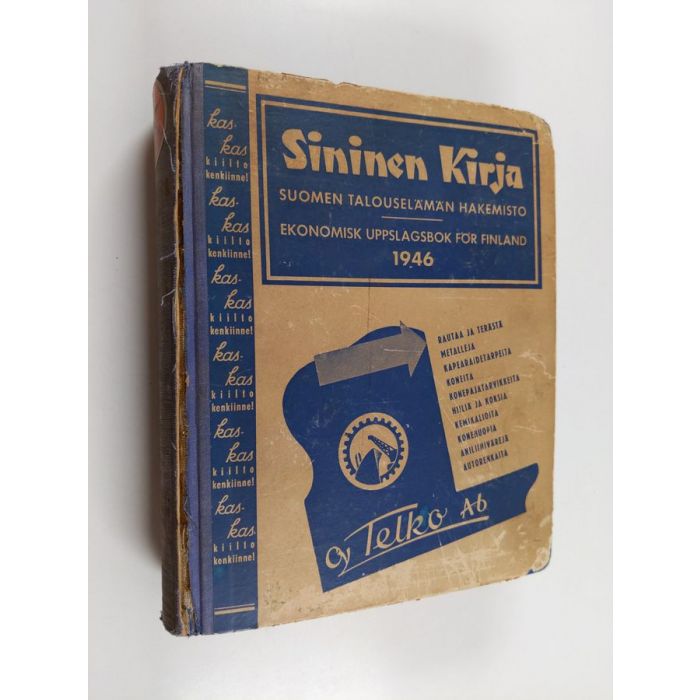 Sininen Kirja
SUOMEN TALOUSELÄMÄN HAKEMISTO
EKONOMISK UPPSLAGSBOK FÖR FINLAND
1946
RAUTAA JA TERÄSTÄ
METALLEJA
KAPEARAIDETARPEITA
KONEITA
KONEPAJATARVIKKEITA
HIILIÄ JA KOKSIA
KEMIKALIOITA
KONEHUOPIA
ANILIINIVÄREJÄ
AUTORENKAITA
Oy Telko Ab
kas-
kas
kiilto
kenkiinne!
kas-
kas
kiilto
kenkiinne!
kas-
kas
kiilto
kenkiinne!
kas-
kas
kiilto
kenkiinne!
kas-
kas
kiilto
kenkiinne!
kas-
kas
kiilto
kenkiinne!